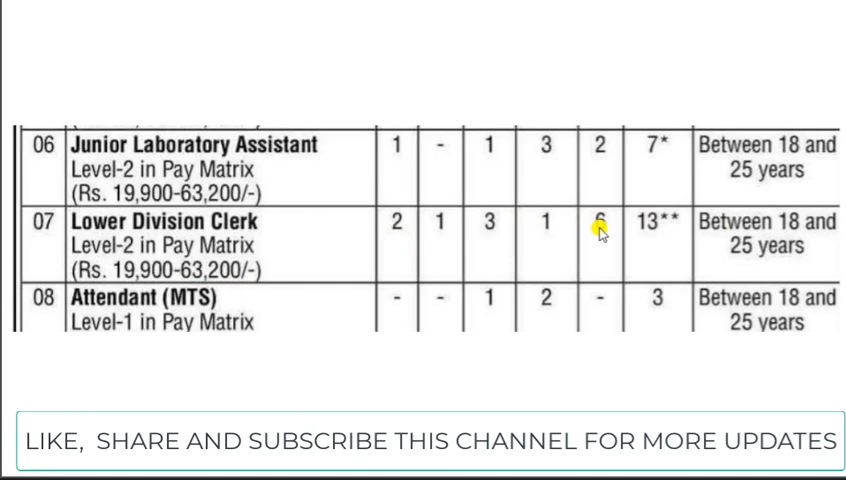 06 Junior Laboratory Assistant 1 - 1 3 2 7* Between 18 and
Level-2 in Pay Matrix 25 years
(Rs. 19,900-63,200/-)
07 Lower Division Clerk 2 1 3 1 6 13** Between 18 and
Level-2 in Pay Matrix 25 years
(Rs. 19,900-63,200/-)
08 Attendant (MTS) - - 1 2 - 3 Between 18 and
Level-1 in Pay Matrix 25 years
LIKE, SHARE AND SUBSCRIBE THIS CHANNEL FOR MORE UPDATES